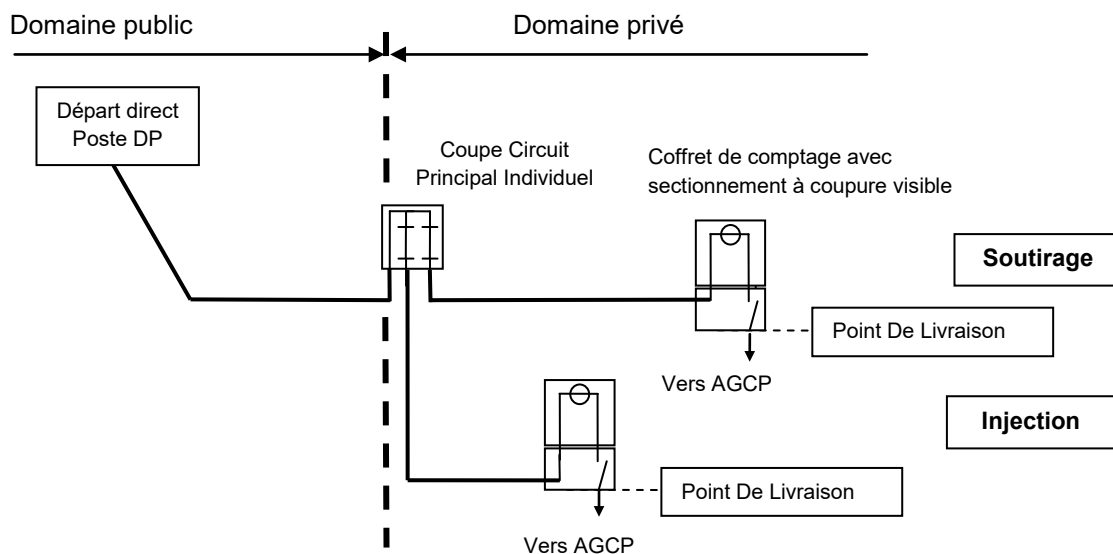 Domaine public
Domaine privé
Départ direct
Poste DP
Coupe Circuit
Principal Individuel
Coffret de comptage avec
sectionnement à coupure visible
Soutirage
Point De Livraison
Vers AGCP
Injection
Point De Livraison
Vers AGCP